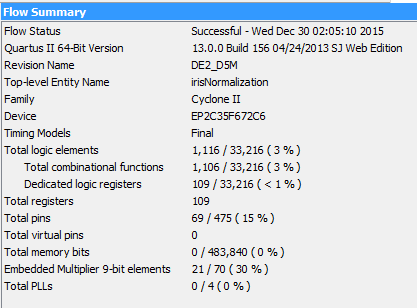 Flow Summary
Flow Status Successful - Wed Dec 30 02:05:10 2015
Quartus II 64-Bit Version 13.0.0 Build 156 04/24/2013 SJ Web Edition
Revision Name DE2_D5M
Top-level Entity Name irisNormalization
Family Cyclone II
Device EP2C35F672C6
Timing Models Final
Total logic elements 1,116 / 33,216 ( 3 % )
Total combinational functions 1,106 / 33,216 ( 3 % )
Dedicated logic registers 109 / 33,216 ( < 1 % )
Total registers 109
Total pins 69 / 475 ( 15 % )
Total virtual pins 0
Total memory bits 0 / 483,840 ( 0 % )
Embedded Multiplier 9-bit elements 21 / 70 ( 30 % )
Total PLLs 0 / 4 ( 0 % )